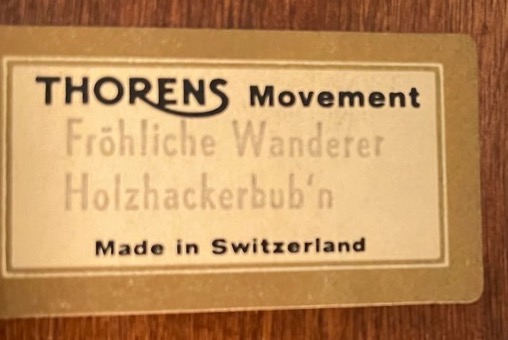 THORENS Movement
Fröhliche Wanderer
Holzhackerbub'n
Made in Switzerland